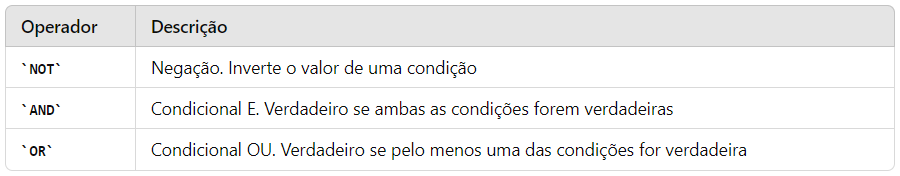 Operador Descrição
`NOT` Negação. Inverte o valor de uma condição
`AND` Condicional E. Verdadeiro se ambas as condições forem verdadeiras
`OR` Condicional OU. Verdadeiro se pelo menos uma das condições for verdadeira